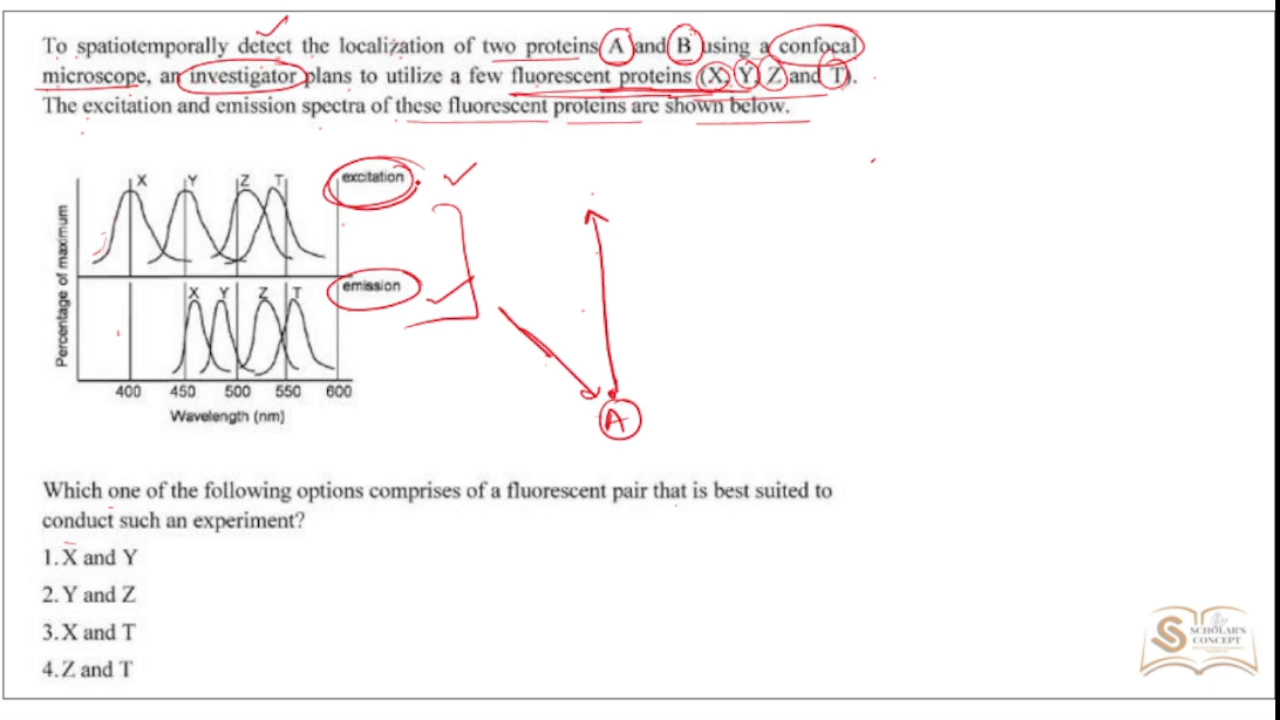 To spatiotemporally detect the localization of two proteins A and B using a confocal
microscope, an investigator plans to utilize a few fluorescent proteins (X, Y, Z and T).
The excitation and emission spectra of these fluorescent proteins are shown below.
X Y Z T excitation
X Y Z T emission
Percentage of maximum
400 450 500 550 600
Wavelength (nm)
A
Which one of the following options comprises of a fluorescent pair that is best suited to
conduct such an experiment?
1. X and Y
2. Y and Z
3. X and T
4. Z and T
SCHOLAR'S
CONCEPT